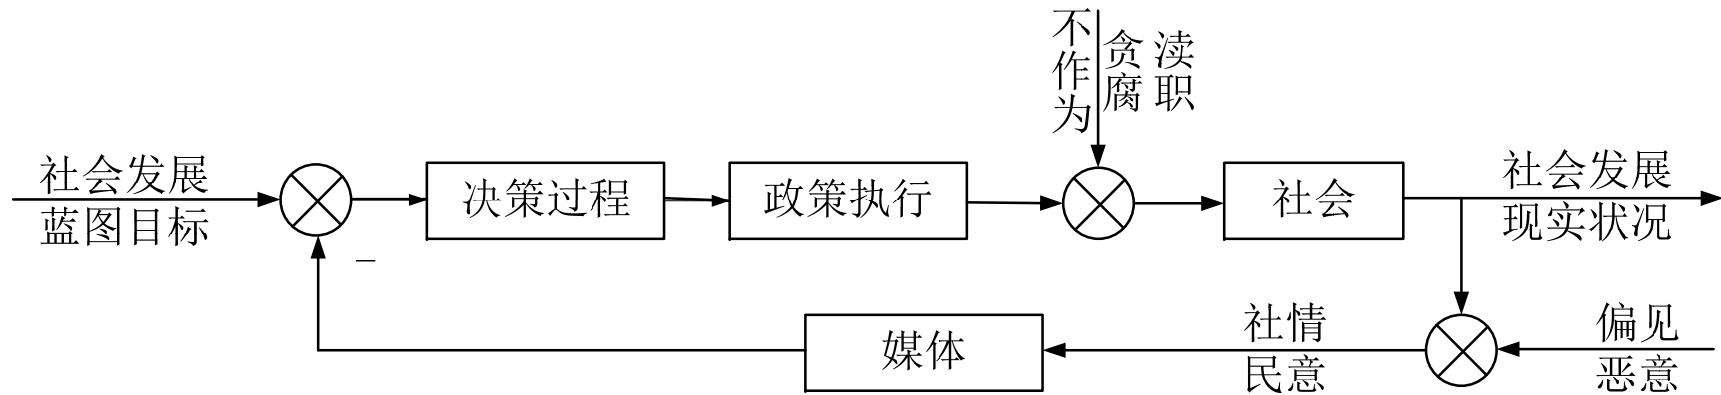 不作为
贪腐
渎职
社会发展
蓝图目标
决策过程
政策执行
社会
社会发展
现实状况
−
媒体
社情
民意
偏见
恶意